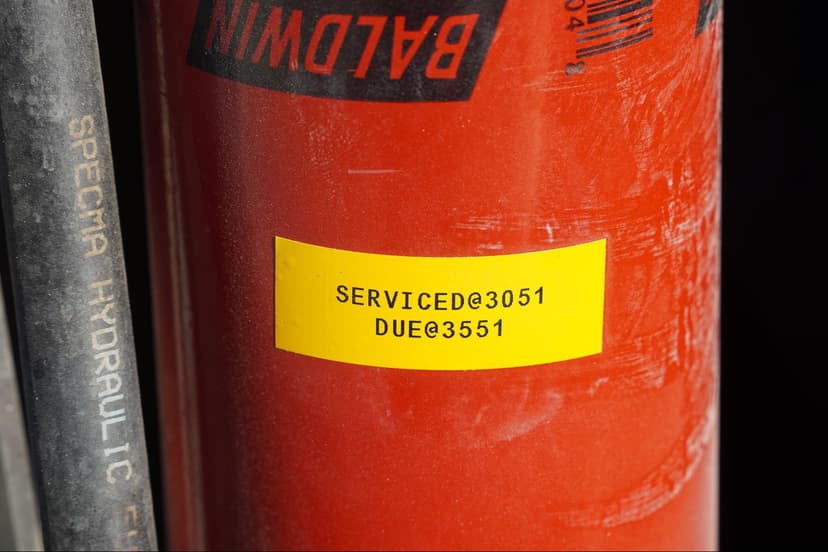 BALDWIN
SPECMA HYDRAULIC
SERVICED@3051
DUE@3551